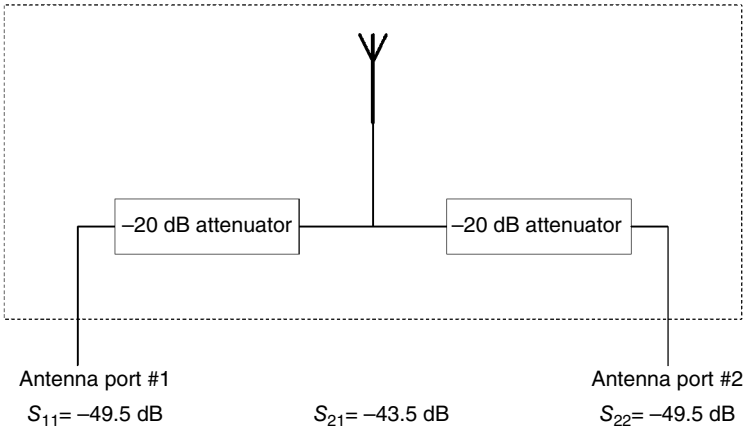 –20 dB attenuator –20 dB attenuator
Antenna port #1 Antenna port #2
S11= –49.5 dB S21= –43.5 dB S22= –49.5 dB